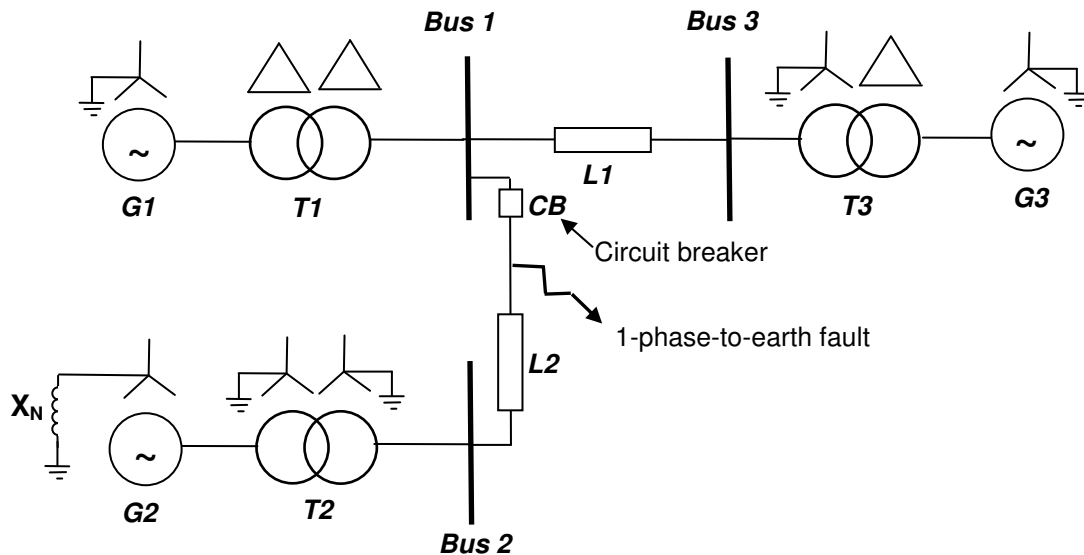 Bus 1
Bus 3
~
G1
T1
L1
T3
~
G3
CB
Circuit breaker
1-phase-to-earth fault
L2
X_N
~
G2
T2
Bus 2